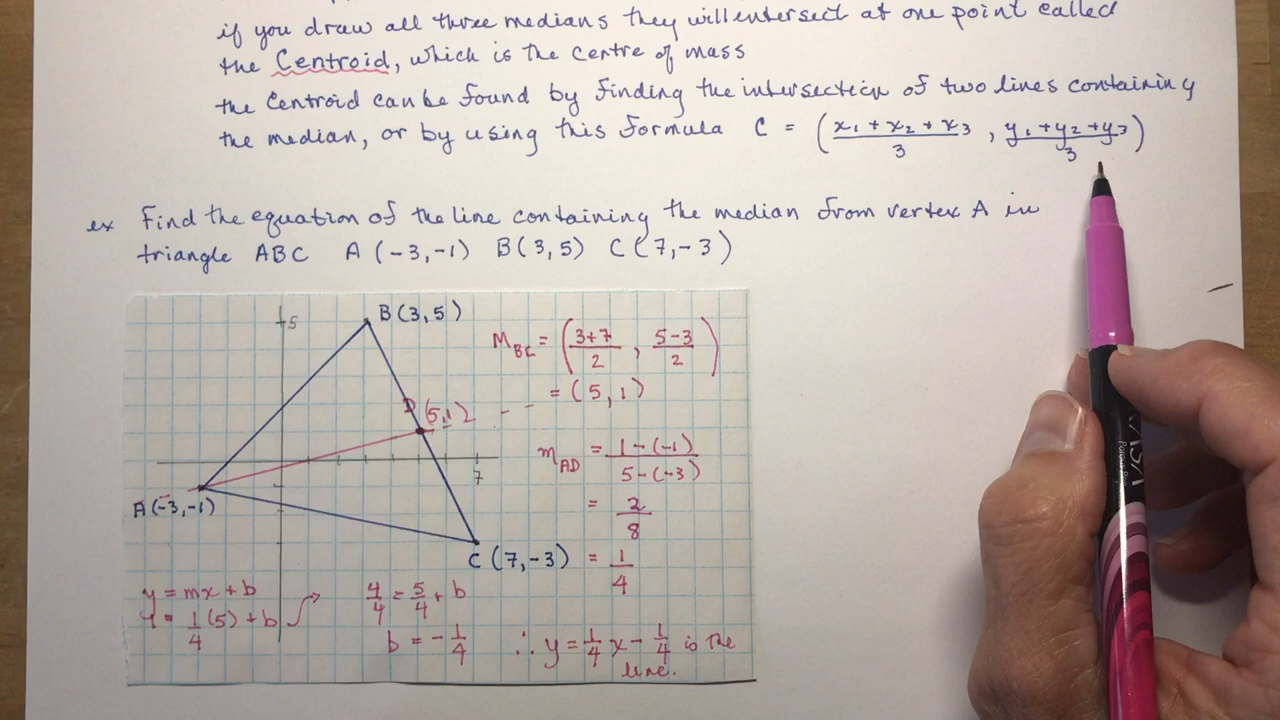 if you draw all three medians they will entersect at one point called
the Centroid, which is the centre of mass
the Centroid can be found by finding the intersection of two lines containing
the median, or by using this formula C = (x₁ + x₂ + x₃ / 3 , y₁ + y₂ + y₃ / 3)
ex Find the equation of the line containing the median from vertex A in
triangle ABC A (-3,-1) B(3,5) C(7,-3)
5
B(3,5)
M_BC = (3+7 / 2 , 5-3 / 2)
= (5,1)
D(5,1)
m_AD = 1-(-1) / 5-(-3)
7
= 2/8
A(-3,-1)
C(7,-3)
= 1/4
y = mx + b
1 = 1/4 (5) + b
4/4 = 5/4 + b
b = -1/4
∴ y = 1/4 x - 1/4 is the
line.